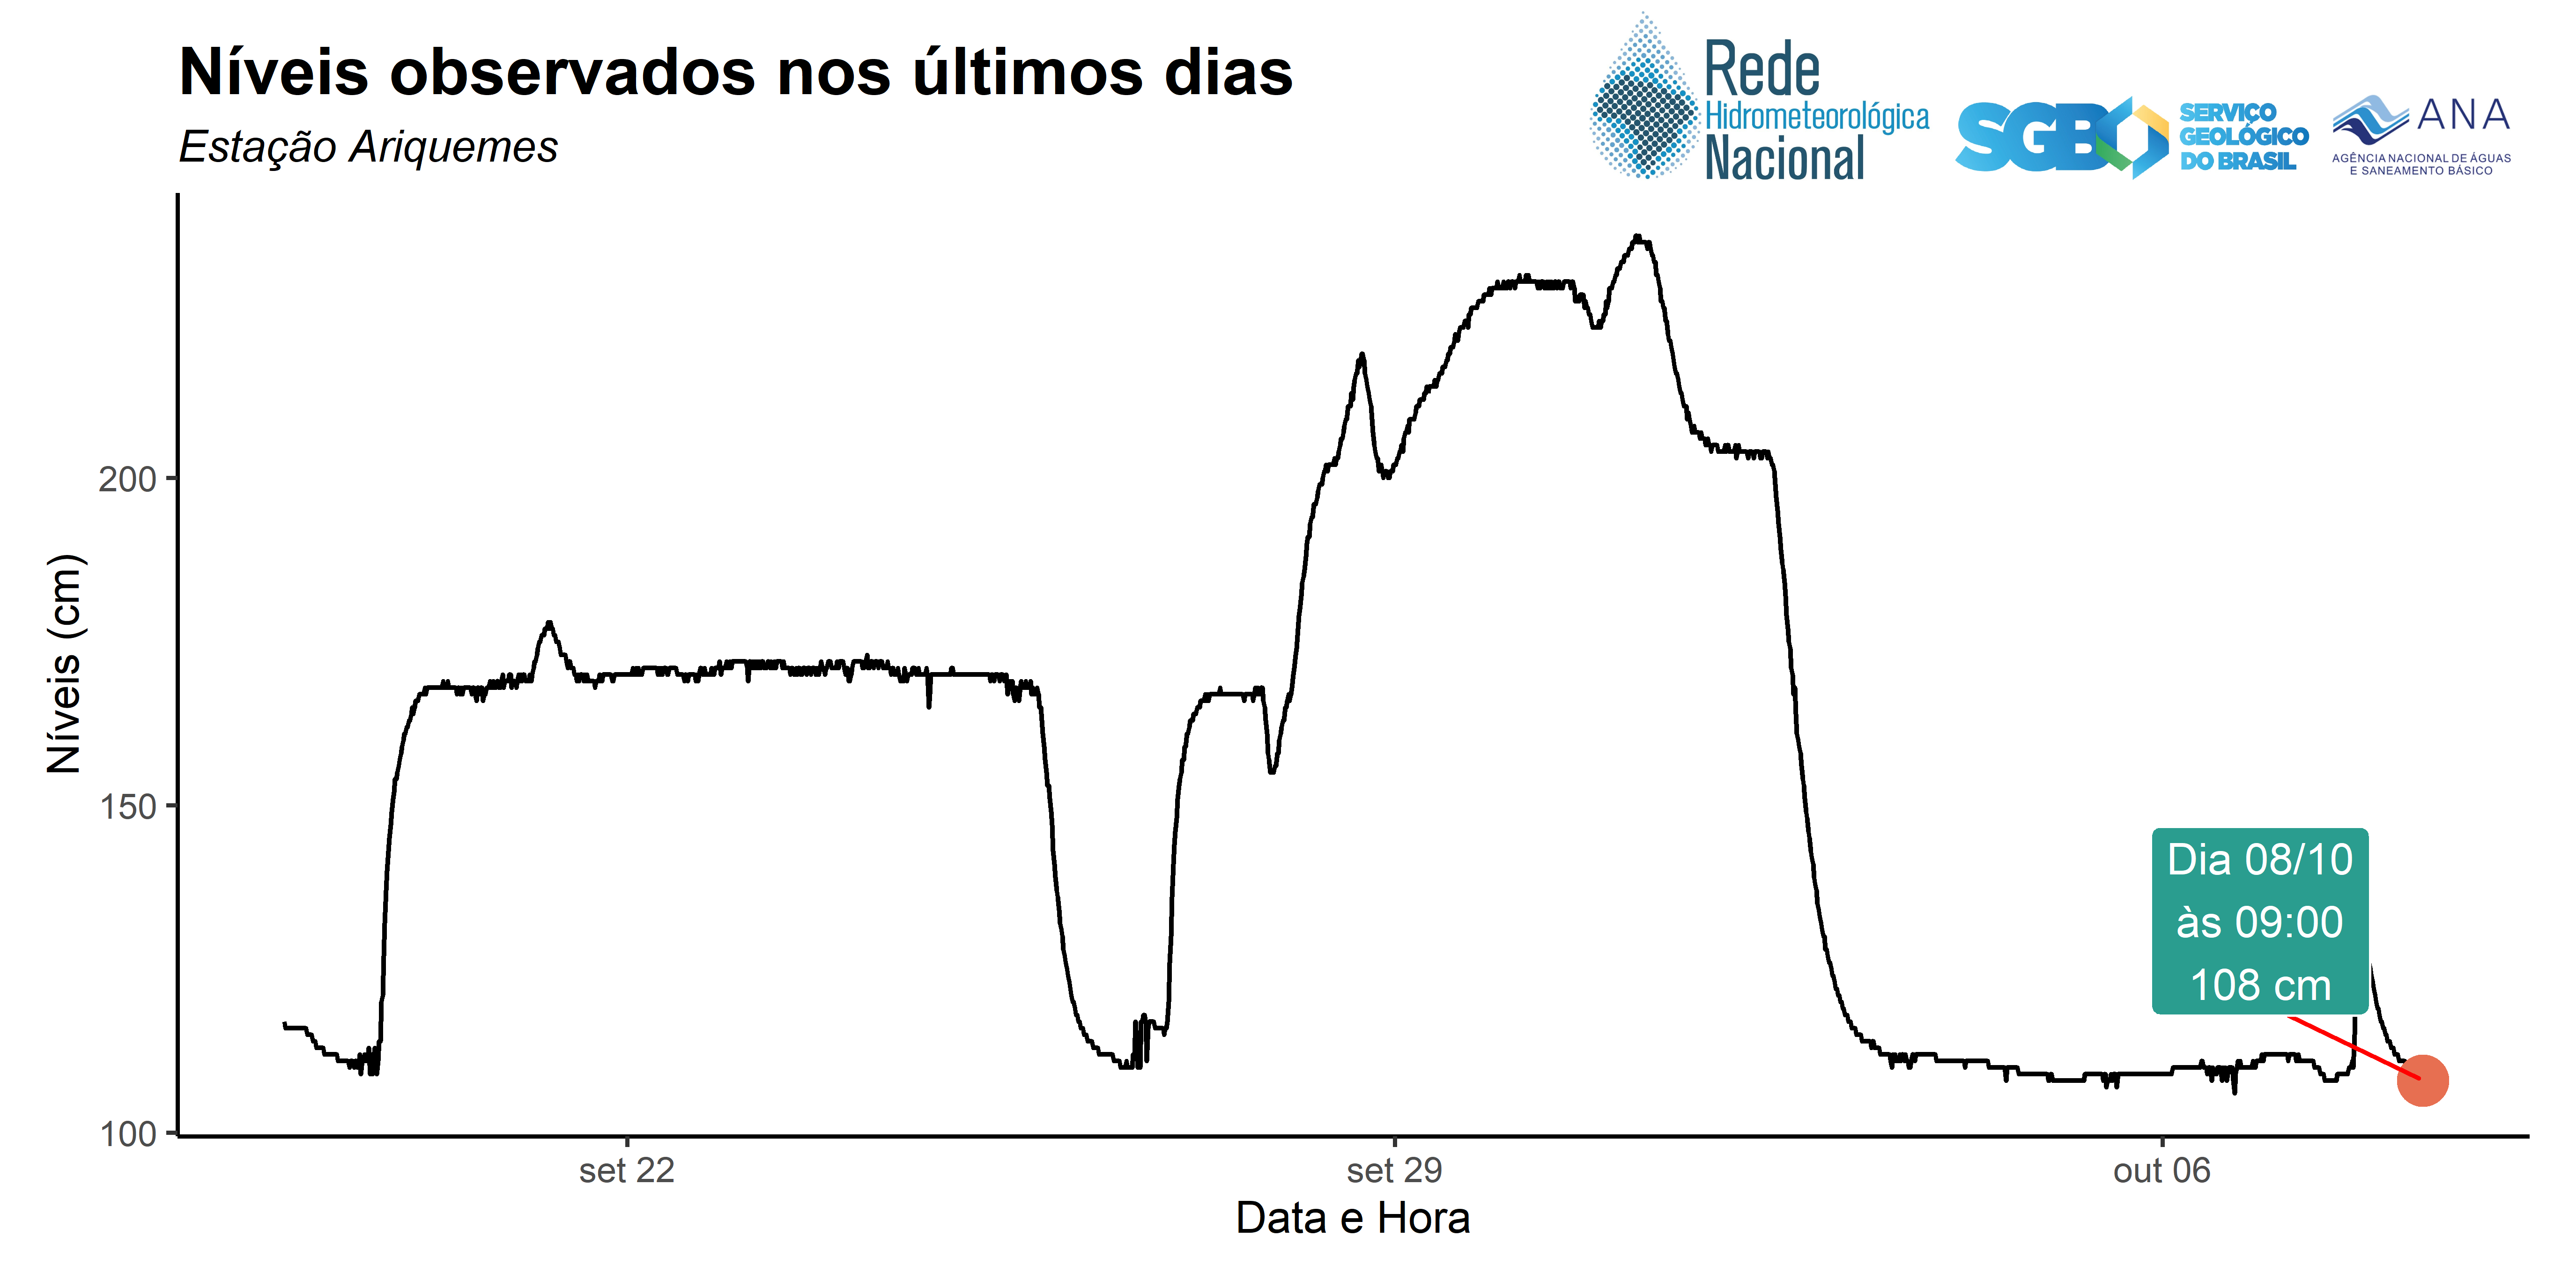 Níveis observados nos últimos dias
Estação Ariquemes
Rede
Hidrometeorológica
Nacional
SGB
SERVIÇO
GEOLÓGICO
DO BRASIL
ANA
AGÊNCIA NACIONAL DE ÁGUAS
E SANEAMENTO BÁSICO
Níveis (cm)
200
150
100
Dia 08/10
às 09:00
108 cm
set 22
set 29
out 06
Data e Hora